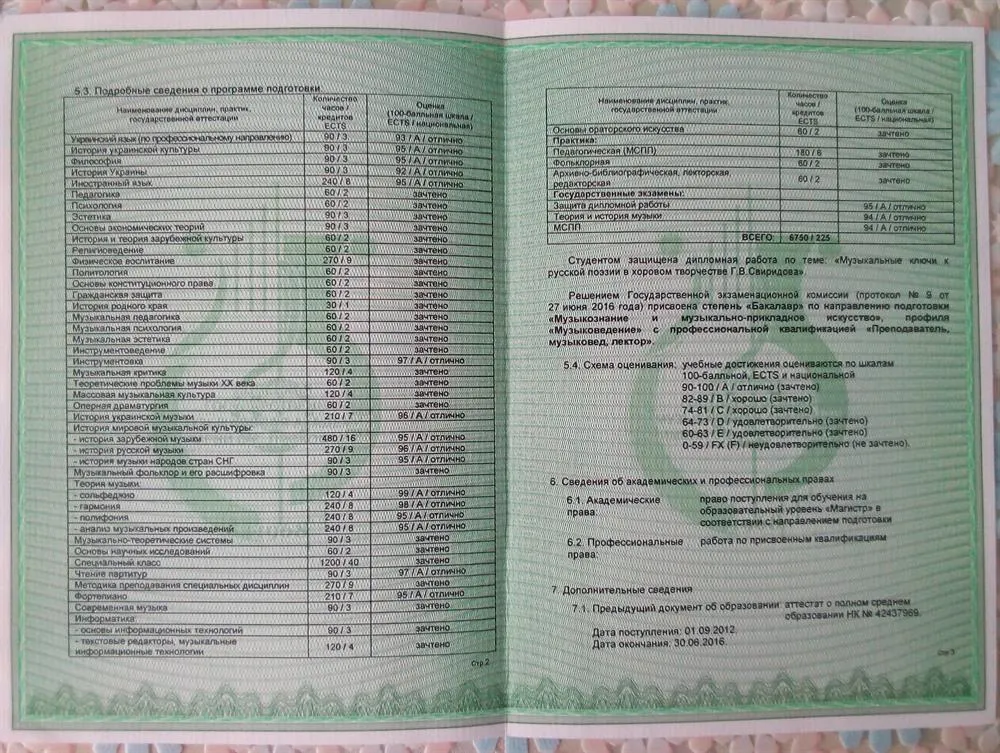 5.3. Подробные сведения о программе подготовки
Наименование дисциплин, практик, государственной аттестации | Количество часов / кредитов ECTS | Оценка (100-балльная шкала / ECTS / национальная)
Украинский язык (по профессиональному направлению) 90 / 3 93 / А / отлично
История украинской культуры 90 / 3 95 / А / отлично
Философия 90 / 3 95 / А / отлично
История Украины 90 / 3 92 / А / отлично
Иностранный язык 240 / 8 95 / А / отлично
Педагогика 60 / 2 зачтено
Психология 60 / 2 зачтено
Эстетика 90 / 3 зачтено
Основы экономических теорий 90 / 3 зачтено
История и теория зарубежной культуры 60 / 2 зачтено
Религиоведение 60 / 2 зачтено
Физическое воспитание 270 / 9 зачтено
Политология 60 / 2 зачтено
Основы конституционного права 60 / 2 зачтено
Гражданская защита 60 / 2 зачтено
История родного края 30 / 1 зачтено
Музыкальная педагогика 60 / 2 зачтено
Музыкальная психология 60 / 2 зачтено
Музыкальная эстетика 60 / 2 зачтено
Инструментоведение 60 / 2 зачтено
Инструментовка 90 / 3 97 / А / отлично
Музыкальная критика 120 / 4 зачтено
Теоретические проблемы музыки XX века 60 / 2 зачтено
Массовая музыкальная культура 120 / 4 зачтено
Оперная драматургия 60 / 2 зачтено
История украинской музыки 210 / 7 96 / А / отлично
История мировой музыкальной культуры:
- история зарубежной музыки 480 / 16 95 / А / отлично
- история русской музыки 270 / 9 96 / А / отлично
- история музыки народов стран СНГ 90 / 3 95 / А / отлично
Музыкальный фольклор и его расшифровка 90 / 3 зачтено
Теория музыки:
- сольфеджио 120 / 4 99 / А / отлично
- гармония 240 / 8 98 / А / отлично
- полифония 240 / 8 95 / А / отлично
- анализ музыкальных произведений 240 / 8 95 / А / отлично
Музыкально-теоретические системы 90 / 3 зачтено
Основы научных исследований 60 / 2 зачтено
Специальный класс 1200 / 40 зачтено
Чтение партитур 90 / 3 97 / А / отлично
Методика преподавания специальных дисциплин 270 / 9 зачтено
Фортепиано 210 / 7 95 / А / отлично
Современная музыка 90 / 3 зачтено
Информатика:
- основы информационных технологий 90 / 3 зачтено
- текстовые редакторы, музыкальные
информационные технологии 120 / 4 зачтено
Стр.2
Наименование дисциплин, практик, государственной аттестации | Количество часов / кредитов ECTS | Оценка (100-балльная шкала / ECTS / национальная)
Основы ораторского искусства 60 / 2 зачтено
Практика:
Педагогическая (МСПП) 180 / 6 зачтено
Фольклорная 60 / 2 зачтено
Архивно-библиографическая, лекторская,
редакторская 60 / 2 зачтено
Государственные экзамены:
Защита дипломной работы 95 / А / отлично
Теория и история музыки 94 / А / отлично
МСПП 94 / А / отлично
ВСЕГО: 6750 / 225
Студентом защищена дипломная работа по теме: «Музыкальные ключи к
русской поэзии в хоровом творчестве Г.В.Свиридова».
Решением Государственной экзаменационной комиссии (протокол № 9 от
27 июня 2016 года) присвоена степень «Бакалавр» по направлению подготовки
«Музыкознание и музыкально-прикладное искусство», профиля
«Музыковедение» с профессиональной квалификацией «Преподаватель,
музыковед, лектор».
5.4. Схема оценивания: учебные достижения оцениваются по шкалам
100-балльной, ECTS и национальной
90-100 / A / отлично (зачтено)
82-89 / B / хорошо (зачтено)
74-81 / C / хорошо (зачтено)
64-73 / D / удовлетворительно (зачтено)
60-63 / E / удовлетворительно (зачтено)
0-59 / FX (F) / неудовлетворительно (не зачтено).
6. Сведения об академических и профессиональных правах
6.1. Академические право поступления для обучения на
права: образовательный уровень «Магистр» в
соответствии с направлением подготовки
6.2. Профессиональные работа по присвоенным квалификациям
права:
7. Дополнительные сведения
7.1. Предыдущий документ об образовании: аттестат о полном среднем
образовании НК № 42437969.
Дата поступления: 01.09.2012.
Дата окончания: 30.06.2016.
Стр.3